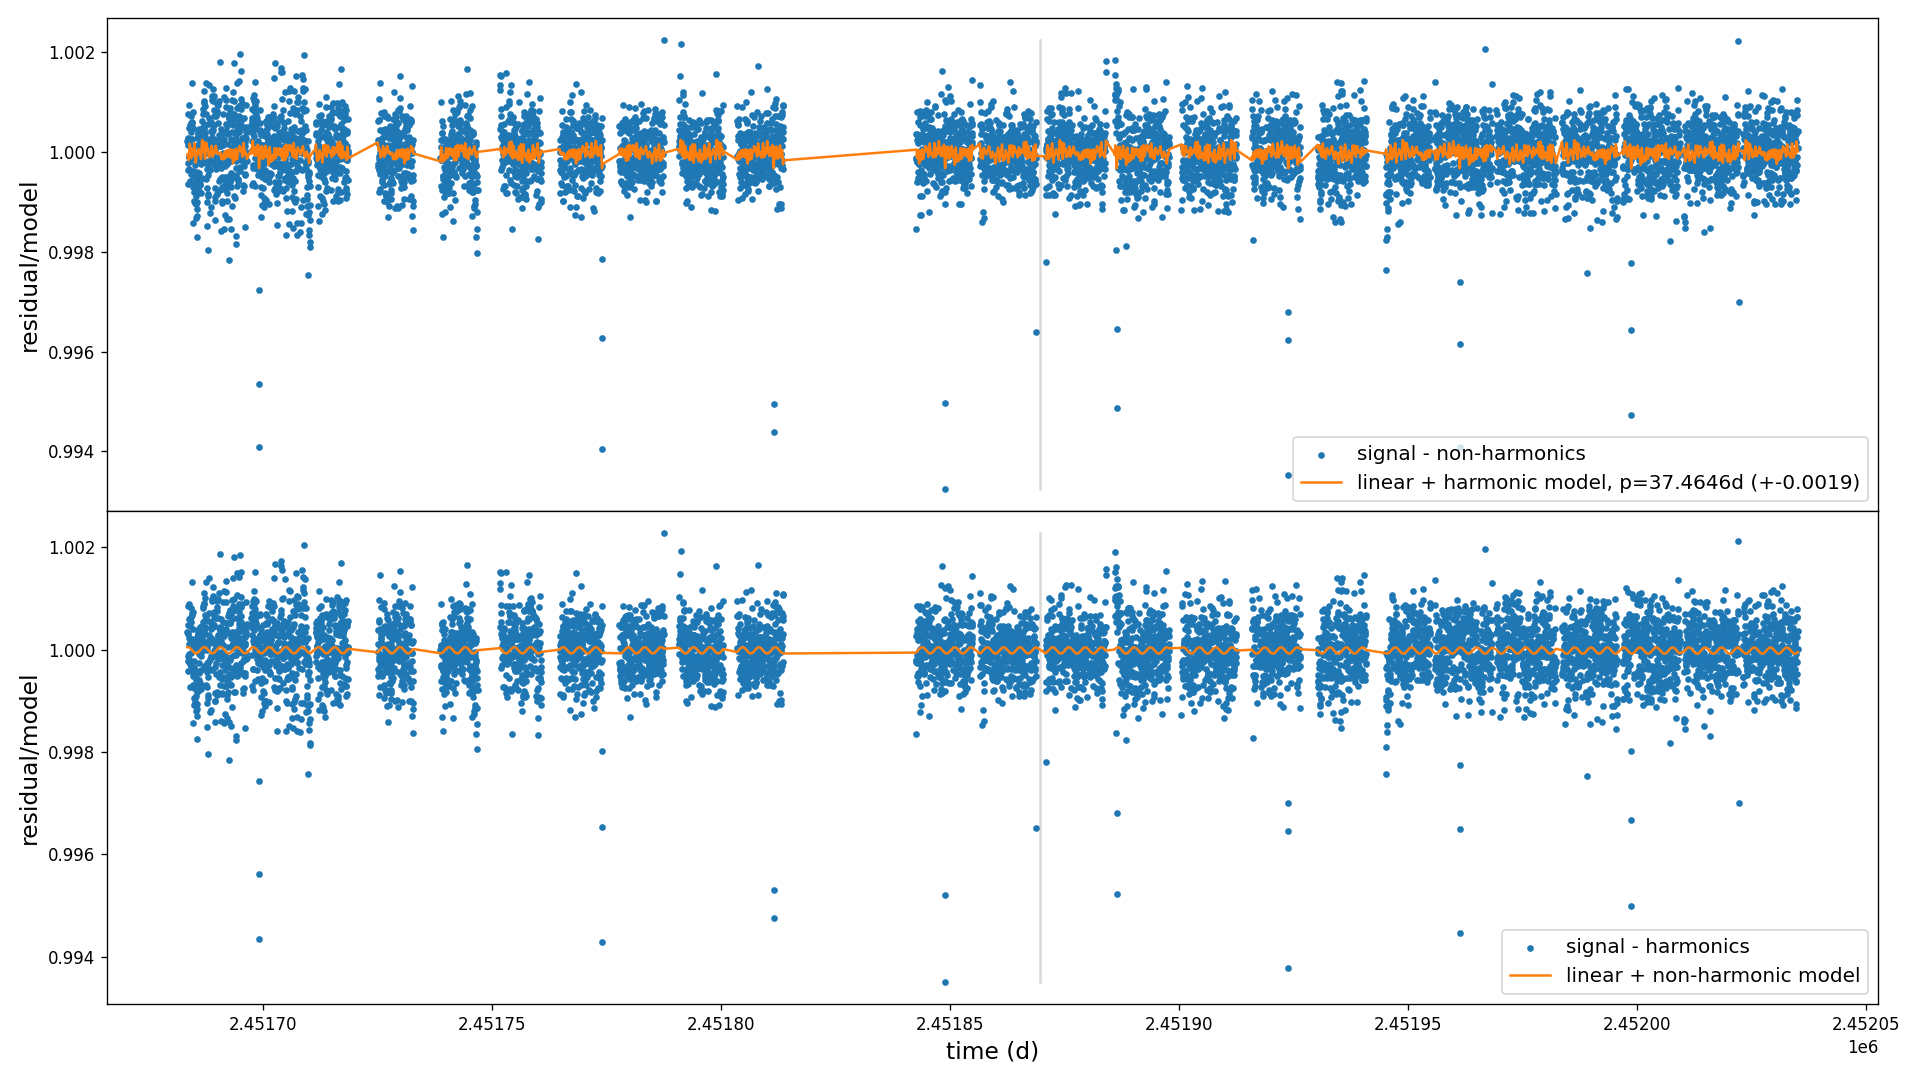 1.002
1.000
0.998
0.996
0.994
residual/model
signal - non-harmonics
linear + harmonic model, p=37.4646d (+-0.0019)
1.002
1.000
0.998
0.996
0.994
residual/model
signal - harmonics
linear + non-harmonic model
2.45170 2.45175 2.45180 2.45185 2.45190 2.45195 2.45200 2.45205
time (d)
1e6